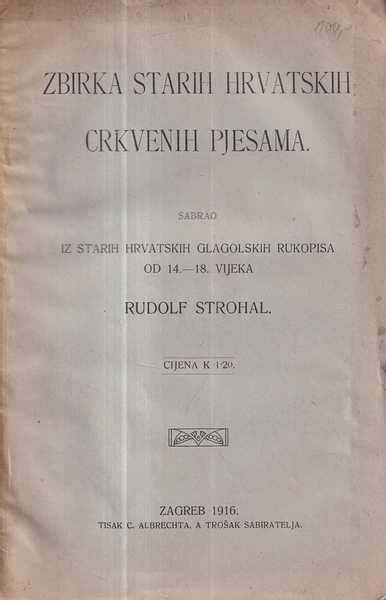 100,-
ZBIRKA STARIH HRVATSKIH
CRKVENIH PJESAMA.
SABRAO
IZ STARIH HRVATSKIH GLAGOLSKIH RUKOPISA
OD 14.—18. VIJEKA
RUDOLF STROHAL.
CIJENA K 1·20.
ZAGREB 1916.
TISAK C. ALBRECHTA, A TROŠAK SABIRATELJA.